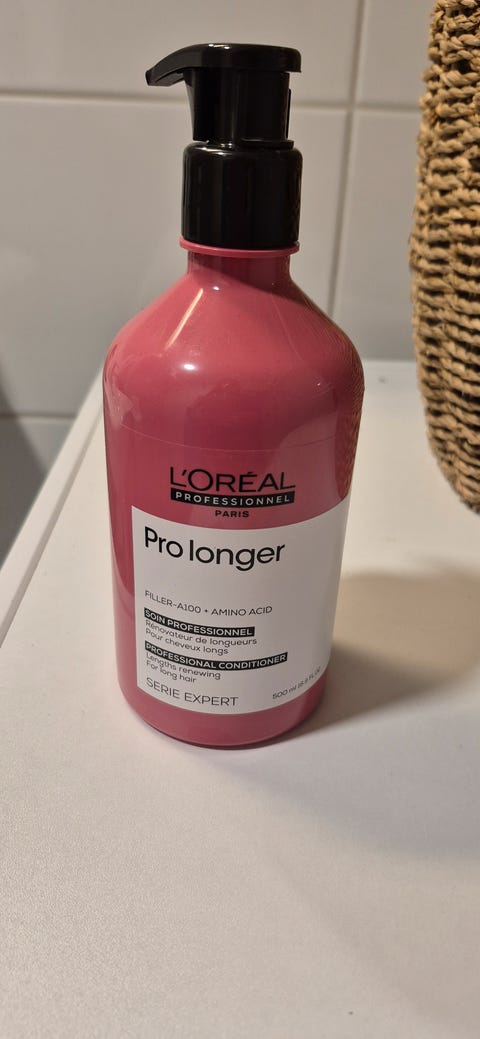 L'ORÉAL
PROFESSIONNEL
PARIS
Pro longer
FILLER-A100 + AMINO ACID
SOIN PROFESSIONNEL
Rénovateur de longueurs
Pour cheveux longs
PROFESSIONAL CONDITIONER
Lengths renewing
For long hair
SERIE EXPERT
500 ml